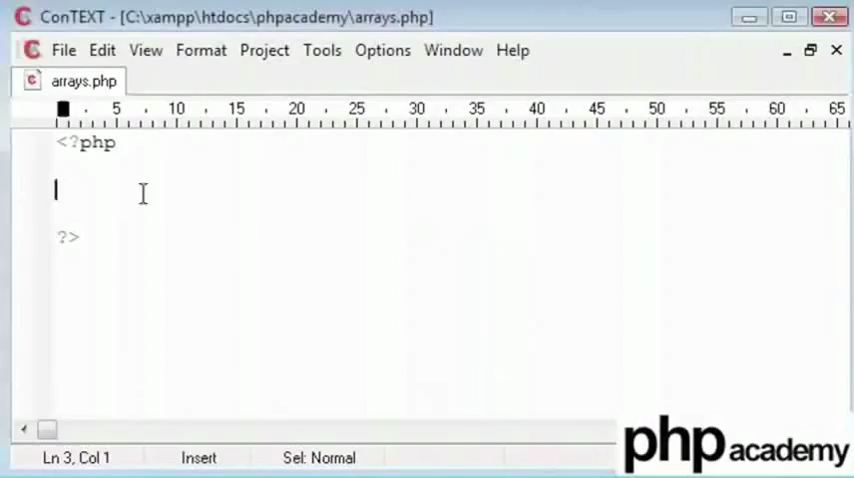 ConTEXT - [C:\xampp\htdocs\phpacademy\arrays.php]
File Edit View Format Project Tools Options Window Help
arrays.php
5 10 15 20 25 30 35 40 45 50 55 60 65
<?php
?>
php academy
Ln 3, Col 1 Insert Sel: Normal